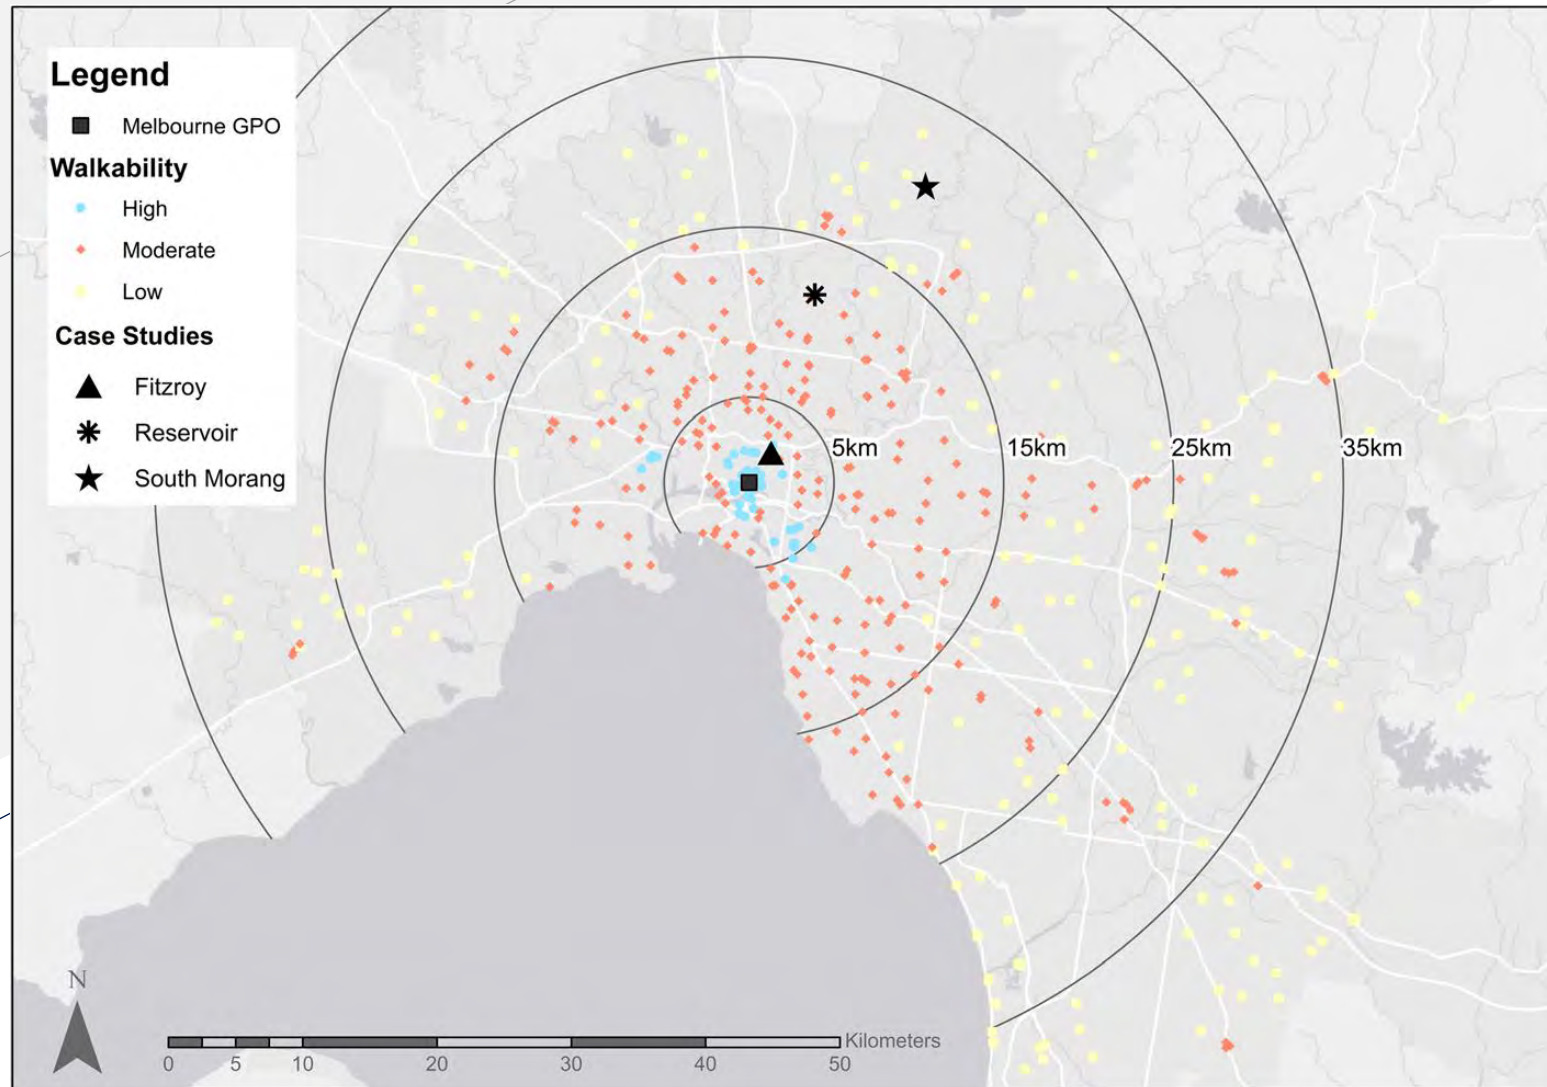 Legend
Melbourne GPO
Walkability
High
Moderate
Low
Case Studies
Fitzroy
Reservoir
South Morang
5km
15km
25km
35km
N
Kilometers
0 5 10 20 30 40 50